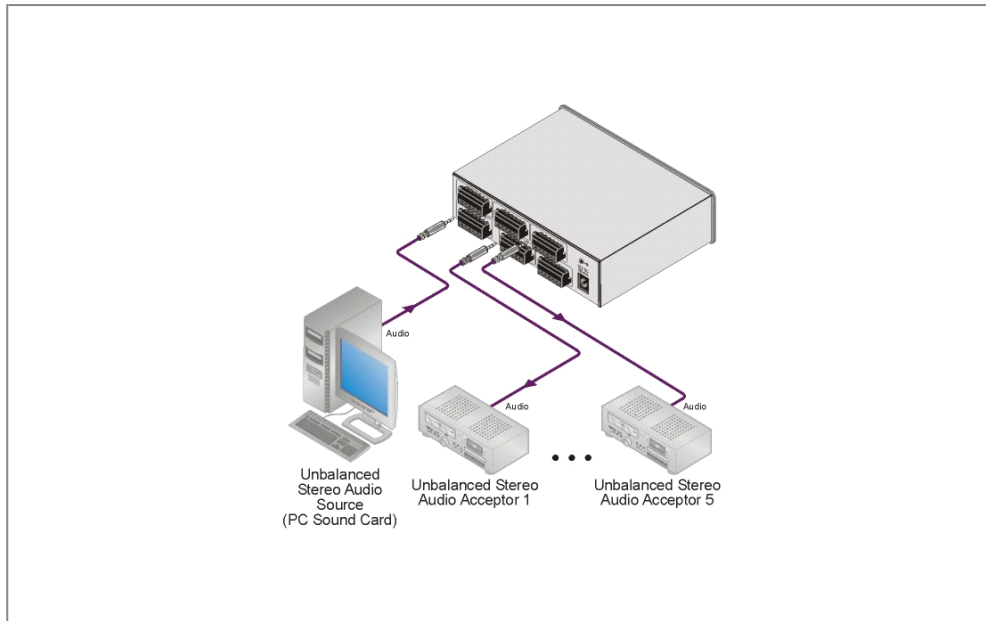 Audio
Audio
Audio
Unbalanced
Stereo Audio
Source
(PC Sound Card)
Unbalanced Stereo
Audio Acceptor 1
Unbalanced Stereo
Audio Acceptor 5